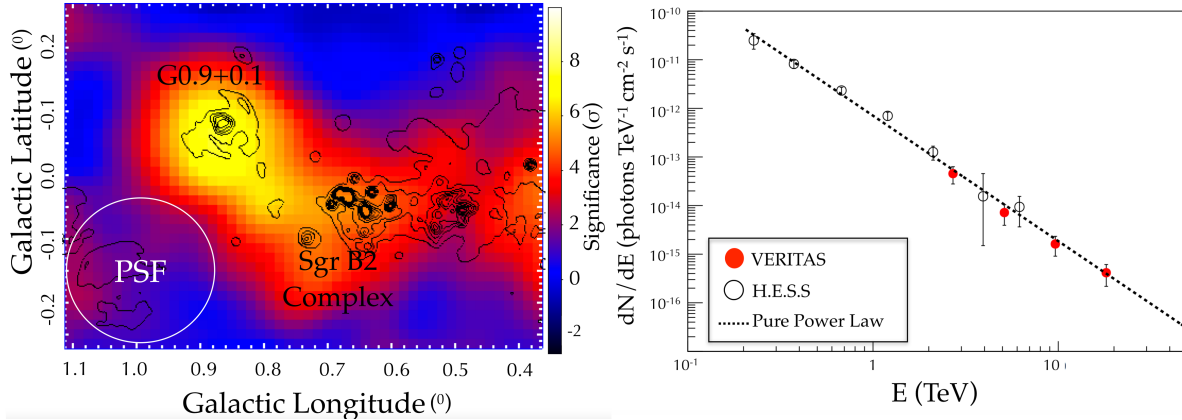 G0.9+0.1
PSF
Sgr B2
Complex
0.2
-0.1
0.0
-0.1
-0.2
Galactic Latitude (0)
1.1 1.0 0.9 0.8 0.7 0.6 0.5 0.4
Galactic Longitude (0)
8
6
4
2
0
-2
Significance (σ)
10-10
10-11
10-12
10-13
10-14
10-15
10-16
dN/dE (photons TeV-1 cm-2 s-1)
VERITAS
H.E.S.S
Pure Power Law
10-1 1 10
E (TeV)